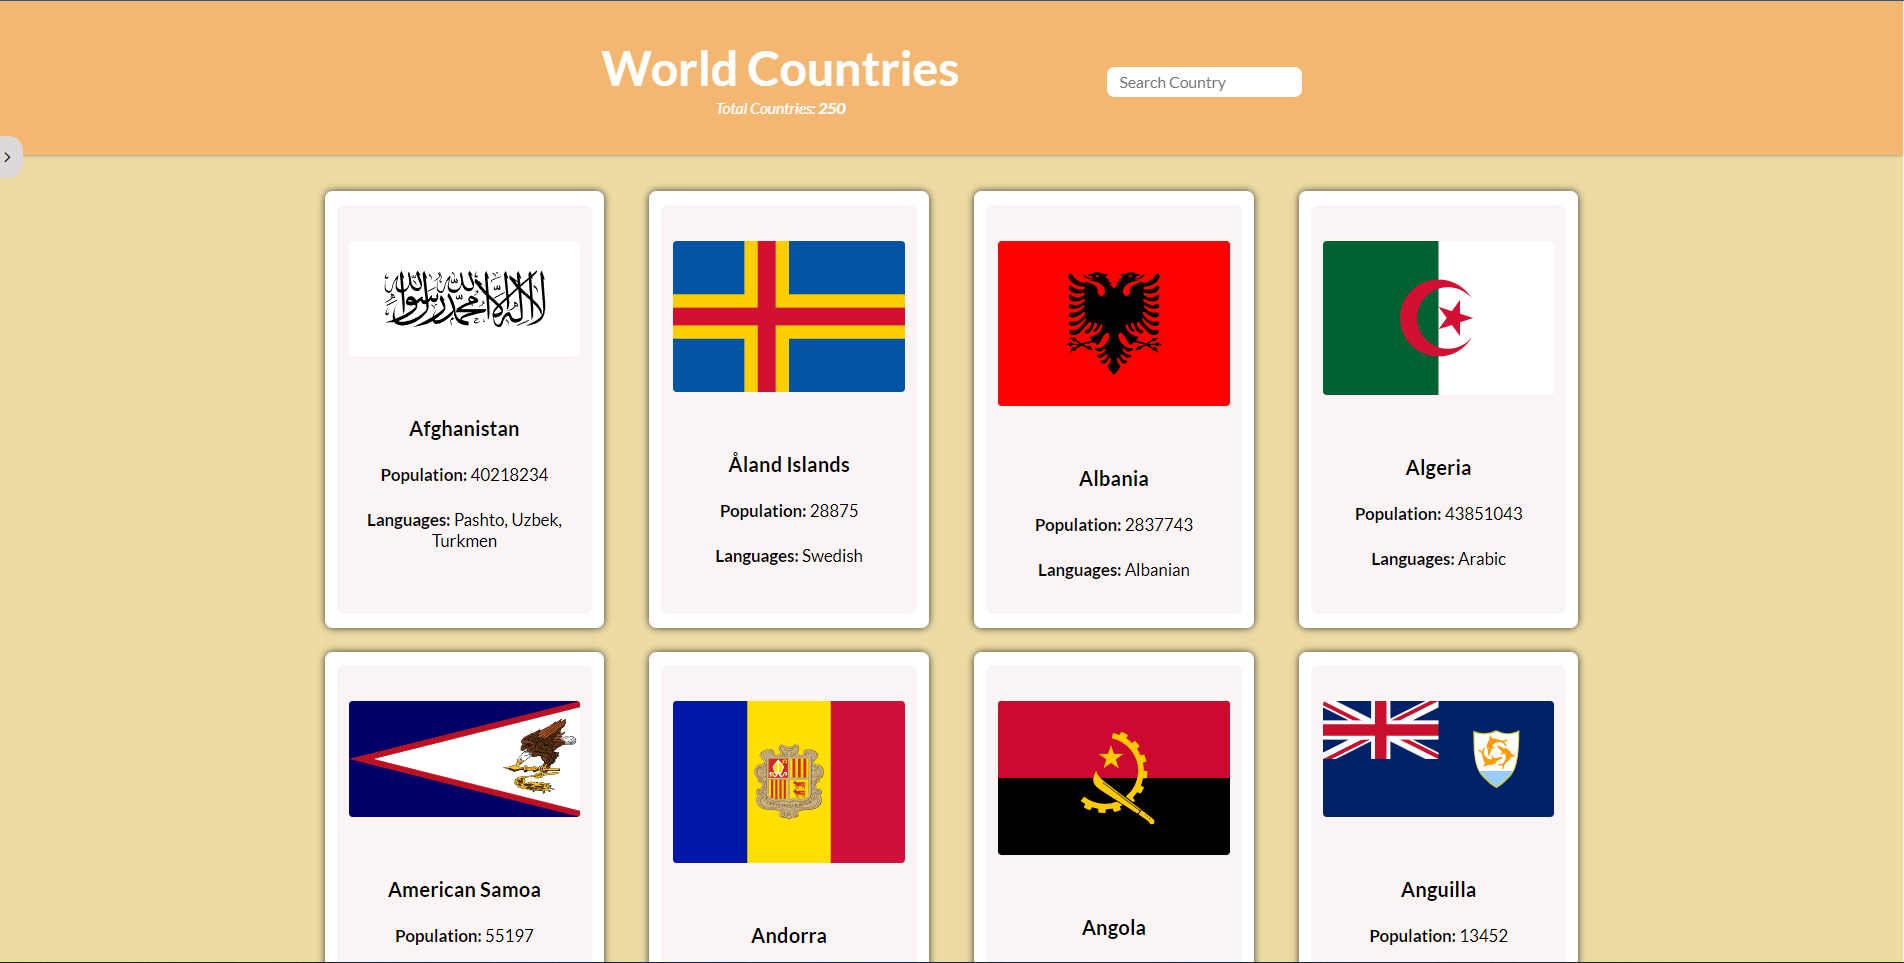 World Countries
Total Countries: 250
Search Country
لا إله إلا الله محمد رسول الله
Afghanistan
Population: 40218234
Languages: Pashto, Uzbek,
Turkmen
Åland Islands
Population: 28875
Languages: Swedish
Albania
Population: 2837743
Languages: Albanian
Algeria
Population: 43851043
Languages: Arabic
American Samoa
Population: 55197
Andorra
Angola
Anguilla
Population: 13452